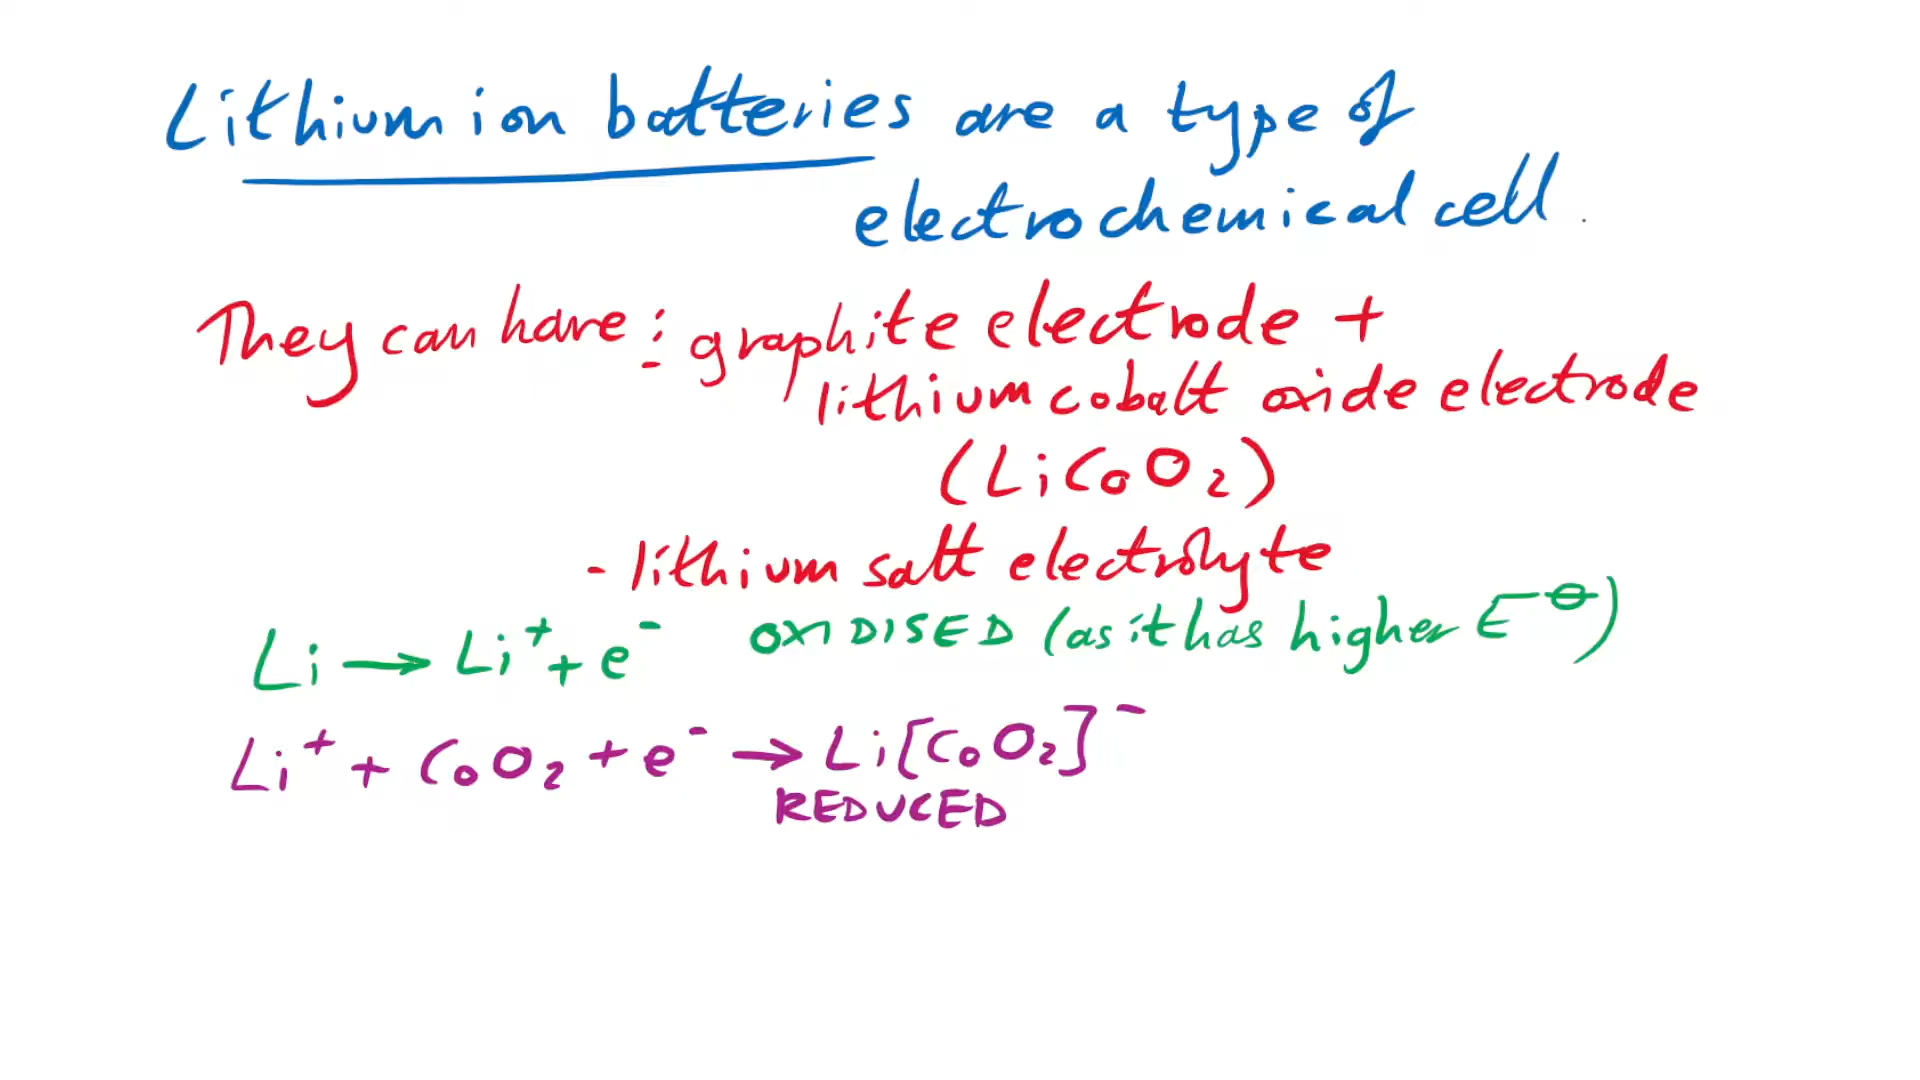 Lithium ion batteries are a type of
electrochemical cell.
They can have: graphite electrode +
lithium cobalt oxide electrode
(LiCoO₂)
- lithium salt electrolyte
Li → Li⁺ + e⁻ OXIDISED (as it has higher E⁻⦵)
Li⁺ + CoO₂ + e⁻ → Li[CoO₂]⁻
REDUCED